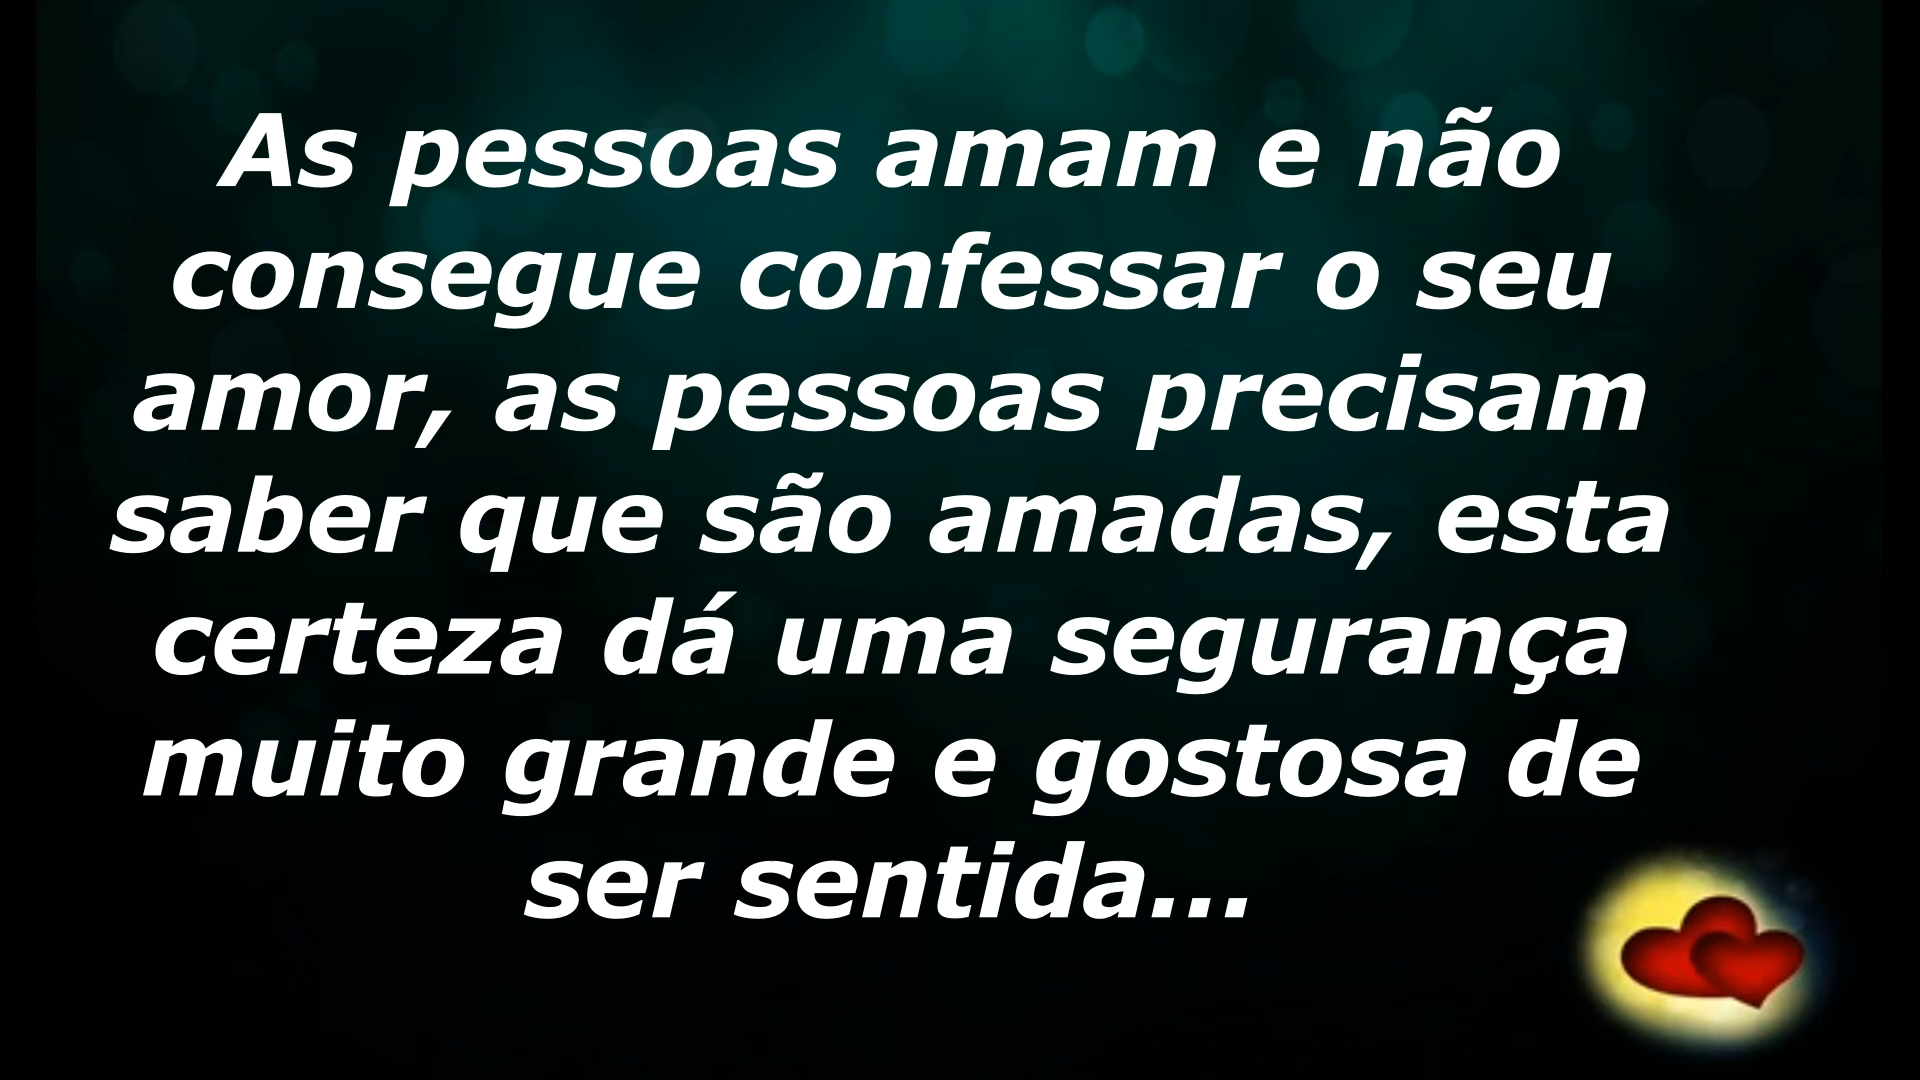 As pessoas amam e não
consegue confessar o seu
amor, as pessoas precisam
saber que são amadas, esta
certeza dá uma segurança
muito grande e gostosa de
ser sentida...